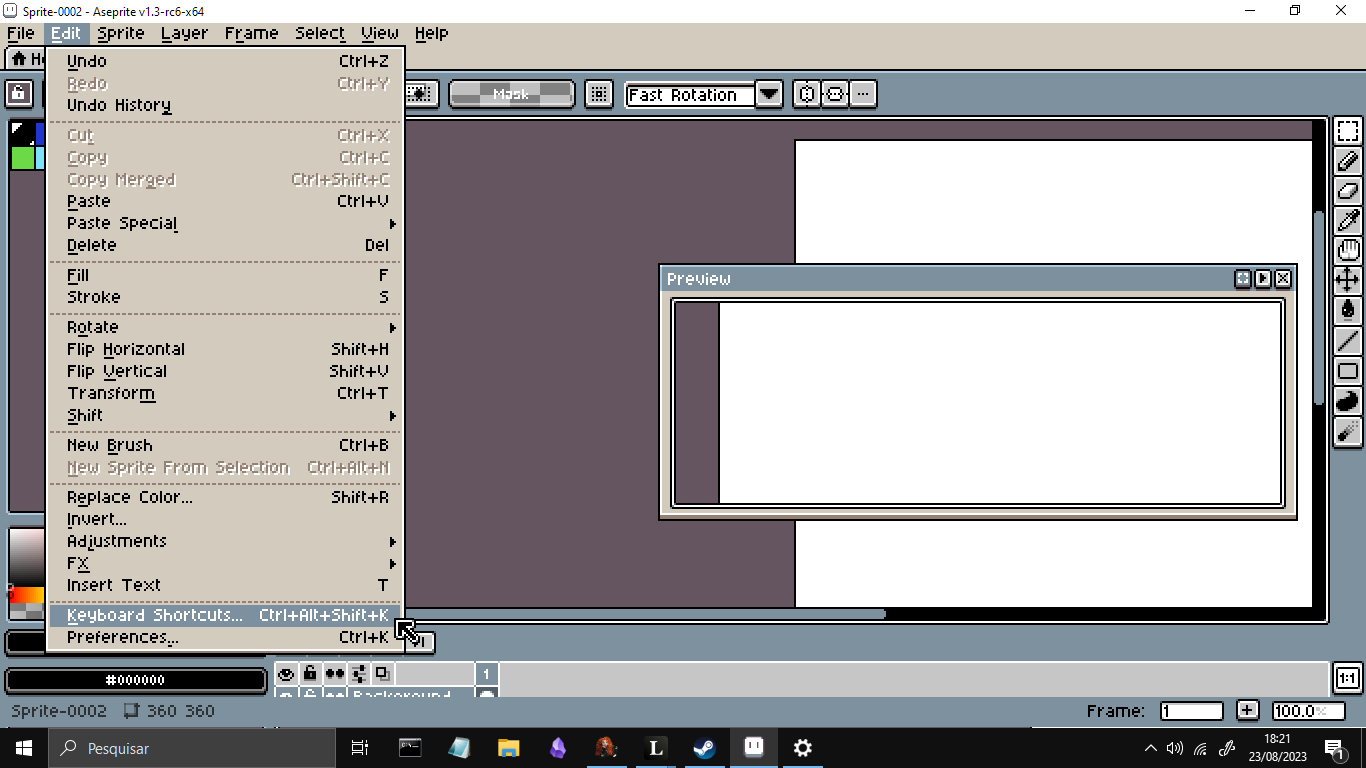 Sprite-0002 - Aseprite v1.3-rc6-x64
File Edit Sprite Layer Frame Select View Help
Undo Ctrl+Z
Redo Ctrl+Y
Undo History
Mask
Fast Rotation
Cut Ctrl+X
Copy Ctrl+C
Copy Merged Ctrl+Shift+C
Paste Ctrl+V
Paste Special
Delete Del
Fill F
Stroke S
Preview
Rotate
Flip Horizontal Shift+H
Flip Vertical Shift+V
Transform Ctrl+T
Shift
New Brush Ctrl+B
New Sprite From Selection Ctrl+Alt+N
Replace Color... Shift+R
Invert...
Adjustments
FX
Insert Text T
Keyboard Shortcuts... Ctrl+Alt+Shift+K
Preferences... Ctrl+K
#000000
1
1:1
Background
Sprite-0002 360 360
Frame: 1 100.0%
Pesquisar
L
18:21
23/08/2023
1